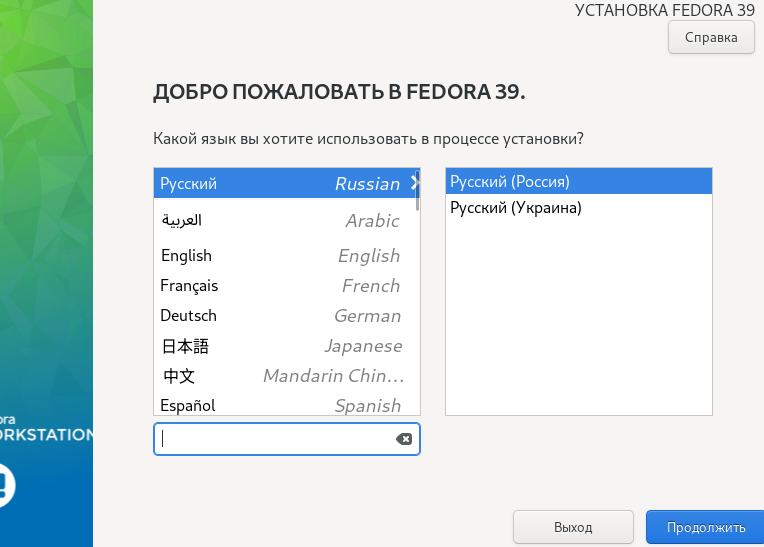 УСТАНОВКА FEDORA 39
Справка
ДОБРО ПОЖАЛОВАТЬ В FEDORA 39.
Какой язык вы хотите использовать в процессе установки?
Русский Russian
العربية Arabic
English English
Français French
Deutsch German
日本語 Japanese
中文 Mandarin Chin…
Español Spanish
Русский (Россия)
Русский (Украина)
ora
ORKSTATION
Выход
Продолжить